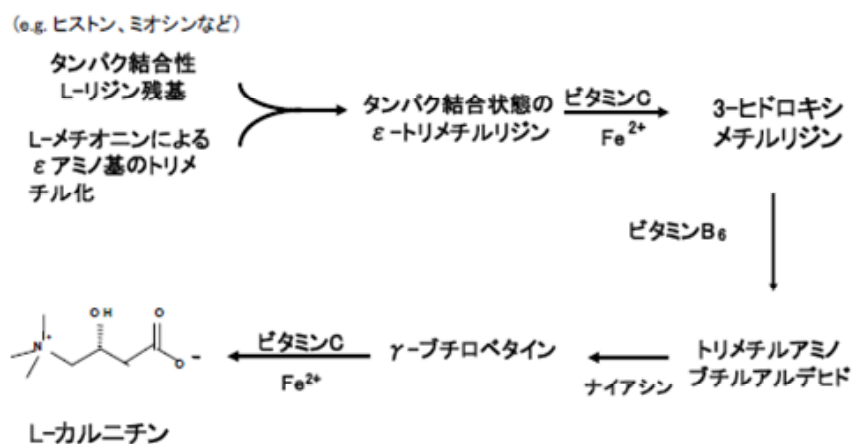 (e.g. ヒストン、ミオシンなど)
タンパク結合性
L-リジン残基
L-メチオニンによる
εアミノ基のトリメ
チル化
タンパク結合状態の
ε-トリメチルリジン
ビタミンC
Fe2+
3-ヒドロキシ
メチルリジン
ビタミンB6
トリメチルアミノ
ブチルアルデヒド
ナイアシン
γ-ブチロベタイン
ビタミンC
Fe2+
OH
O
N+
O-
L-カルニチン